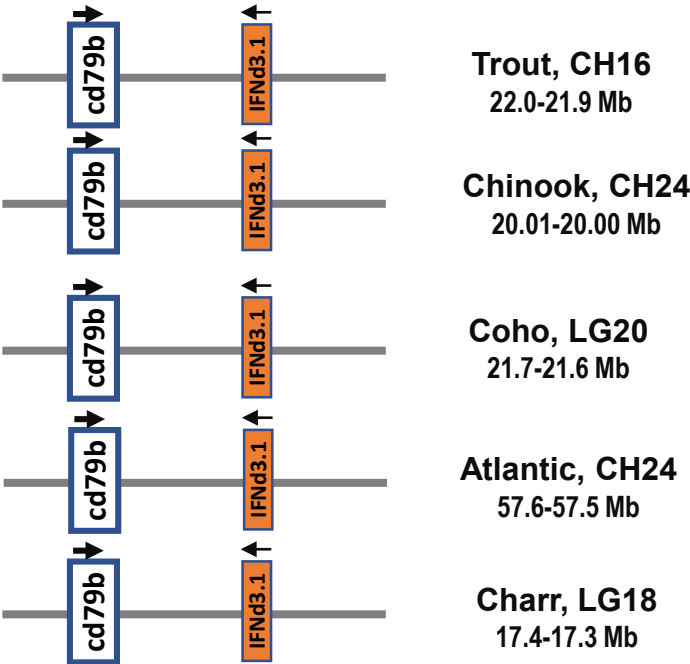 cd79b
IFNd3.1
Trout, CH16
22.0-21.9 Mb
cd79b
IFNd3.1
Chinook, CH24
20.01-20.00 Mb
cd79b
IFNd3.1
Coho, LG20
21.7-21.6 Mb
cd79b
IFNd3.1
Atlantic, CH24
57.6-57.5 Mb
cd79b
IFNd3.1
Charr, LG18
17.4-17.3 Mb